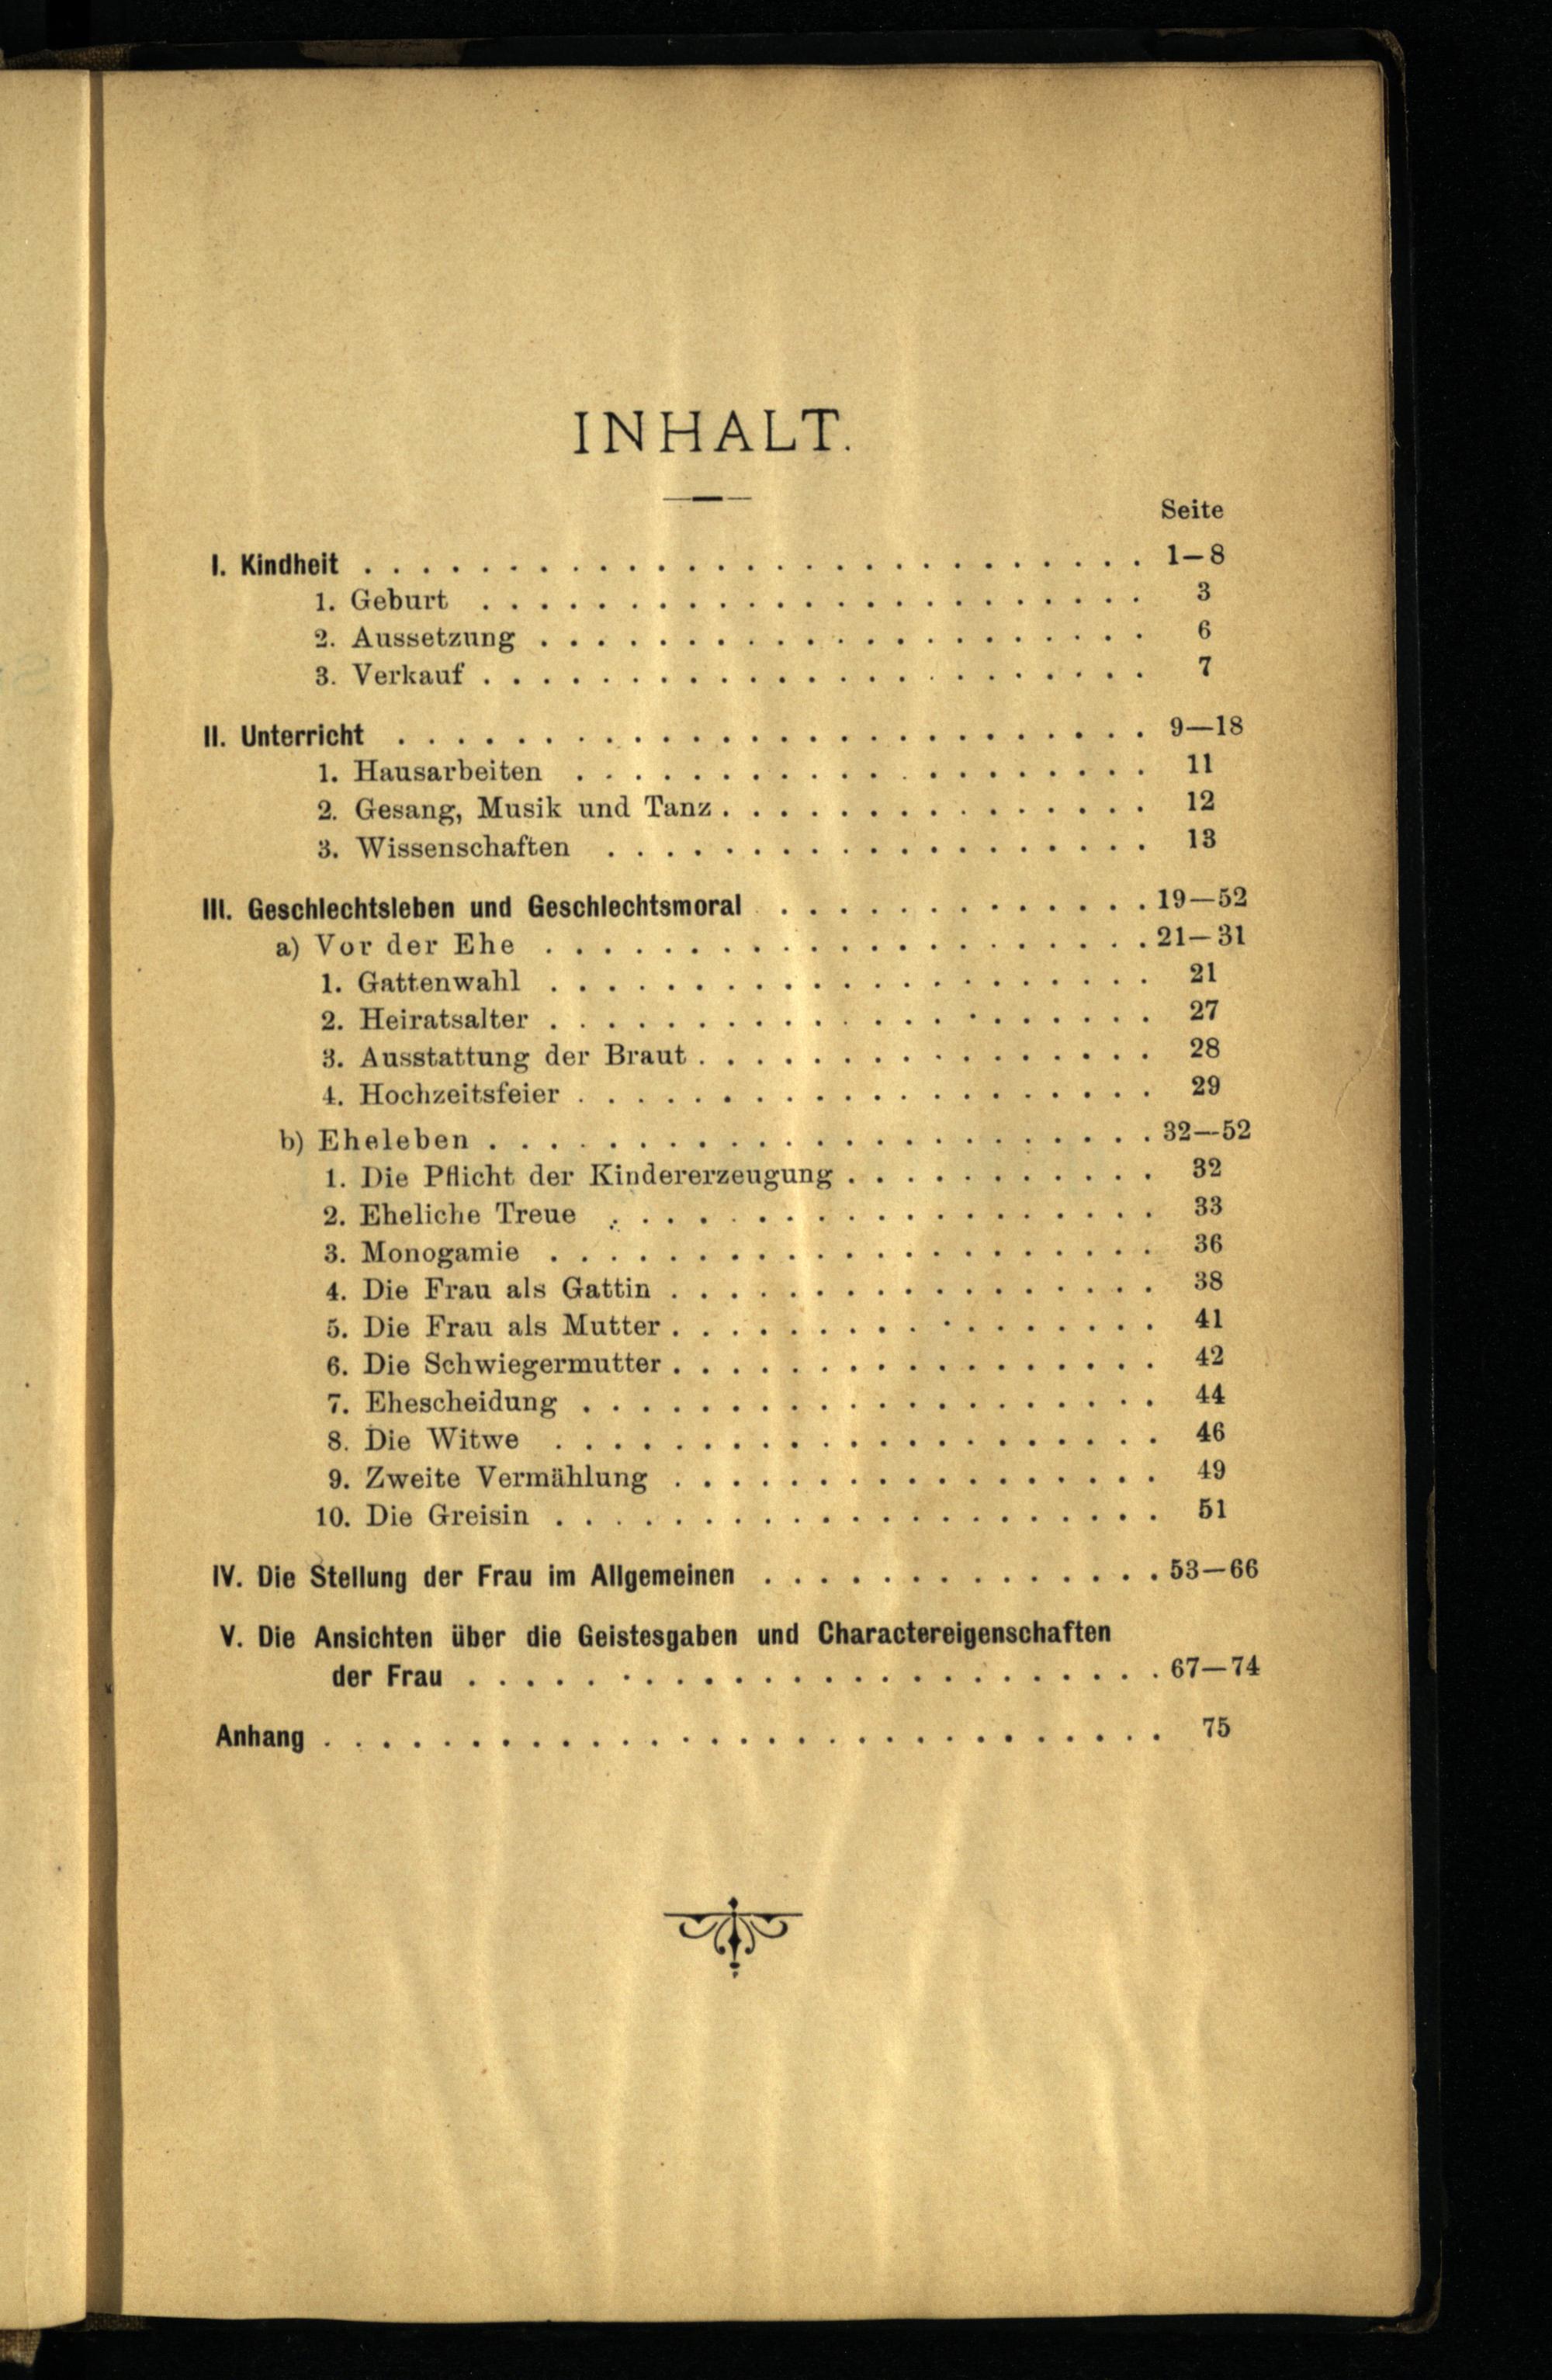 INHALT.
Seite
I. Kindheit . . . . . . . . . . . . . . . . . . . . . . . . . . . 1—8
1. Geburt . . . . . . . . . . . . . . . . . . . . . . . 3
2. Aussetzung . . . . . . . . . . . . . . . . . . . . . 6
3. Verkauf . . . . . . . . . . . . . . . . . . . . . . . 7
II. Unterricht . . . . . . . . . . . . . . . . . . . . . . . . . . 9—18
1. Hausarbeiten . . . . . . . . . . . . . . . . . . . . 11
2. Gesang, Musik und Tanz . . . . . . . . . . . . . . . 12
3. Wissenschaften . . . . . . . . . . . . . . . . . . . 13
III. Geschlechtsleben und Geschlechtsmoral . . . . . . . . . . . . . 19—52
a) Vor der Ehe . . . . . . . . . . . . . . . . . . . . . 21—31
1. Gattenwahl . . . . . . . . . . . . . . . . . . . . . 21
2. Heiratsalter . . . . . . . . . . . . . . . . . . . . . 27
3. Ausstattung der Braut . . . . . . . . . . . . . . . . 28
4. Hochzeitsfeier . . . . . . . . . . . . . . . . . . . . 29
b) Eheleben . . . . . . . . . . . . . . . . . . . . . . . 32—52
1. Die Pflicht der Kindererzeugung . . . . . . . . . . . 32
2. Eheliche Treue . . . . . . . . . . . . . . . . . . . 33
3. Monogamie . . . . . . . . . . . . . . . . . . . . . 36
4. Die Frau als Gattin . . . . . . . . . . . . . . . . . 38
5. Die Frau als Mutter . . . . . . . . . . . . . . . . . 41
6. Die Schwiegermutter . . . . . . . . . . . . . . . . . 42
7. Ehescheidung . . . . . . . . . . . . . . . . . . . . 44
8. Die Witwe . . . . . . . . . . . . . . . . . . . . . 46
9. Zweite Vermählung . . . . . . . . . . . . . . . . . 49
10. Die Greisin . . . . . . . . . . . . . . . . . . . . . 51
IV. Die Stellung der Frau im Allgemeinen . . . . . . . . . . . . . . 53—66
V. Die Ansichten über die Geistesgaben und Charactereigenschaften
der Frau . . . . . . . . . . . . . . . . . . . . . . . . 67—74
Anhang . . . . . . . . . . . . . . . . . . . . . . . . . . . . . 75